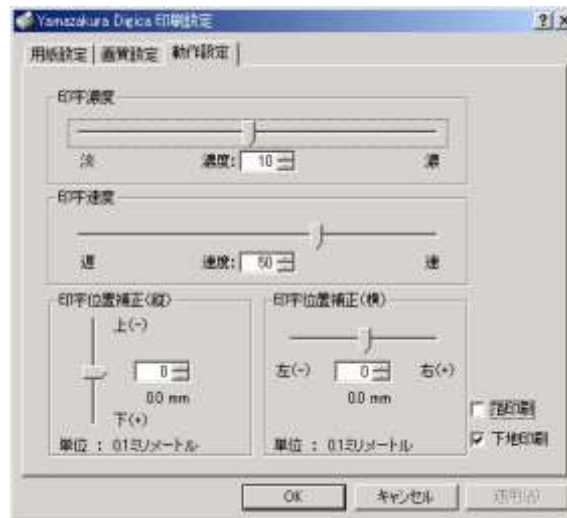 Yamazakura Digica 印刷設定
用紙設定 画質設定 動作設定
印字濃度
淡 濃度: 10 濃
印字速度
遅 速度: 50 速
印字位置補正(縦)
上(-)
0
0.0 mm
下(+)
単位 : 0.1ミリメートル
印字位置補正(横)
左(-) 0 右(+)
0.0 mm
単位 : 0.1ミリメートル
印刷
下地印刷
OK キャンセル 適用(A)